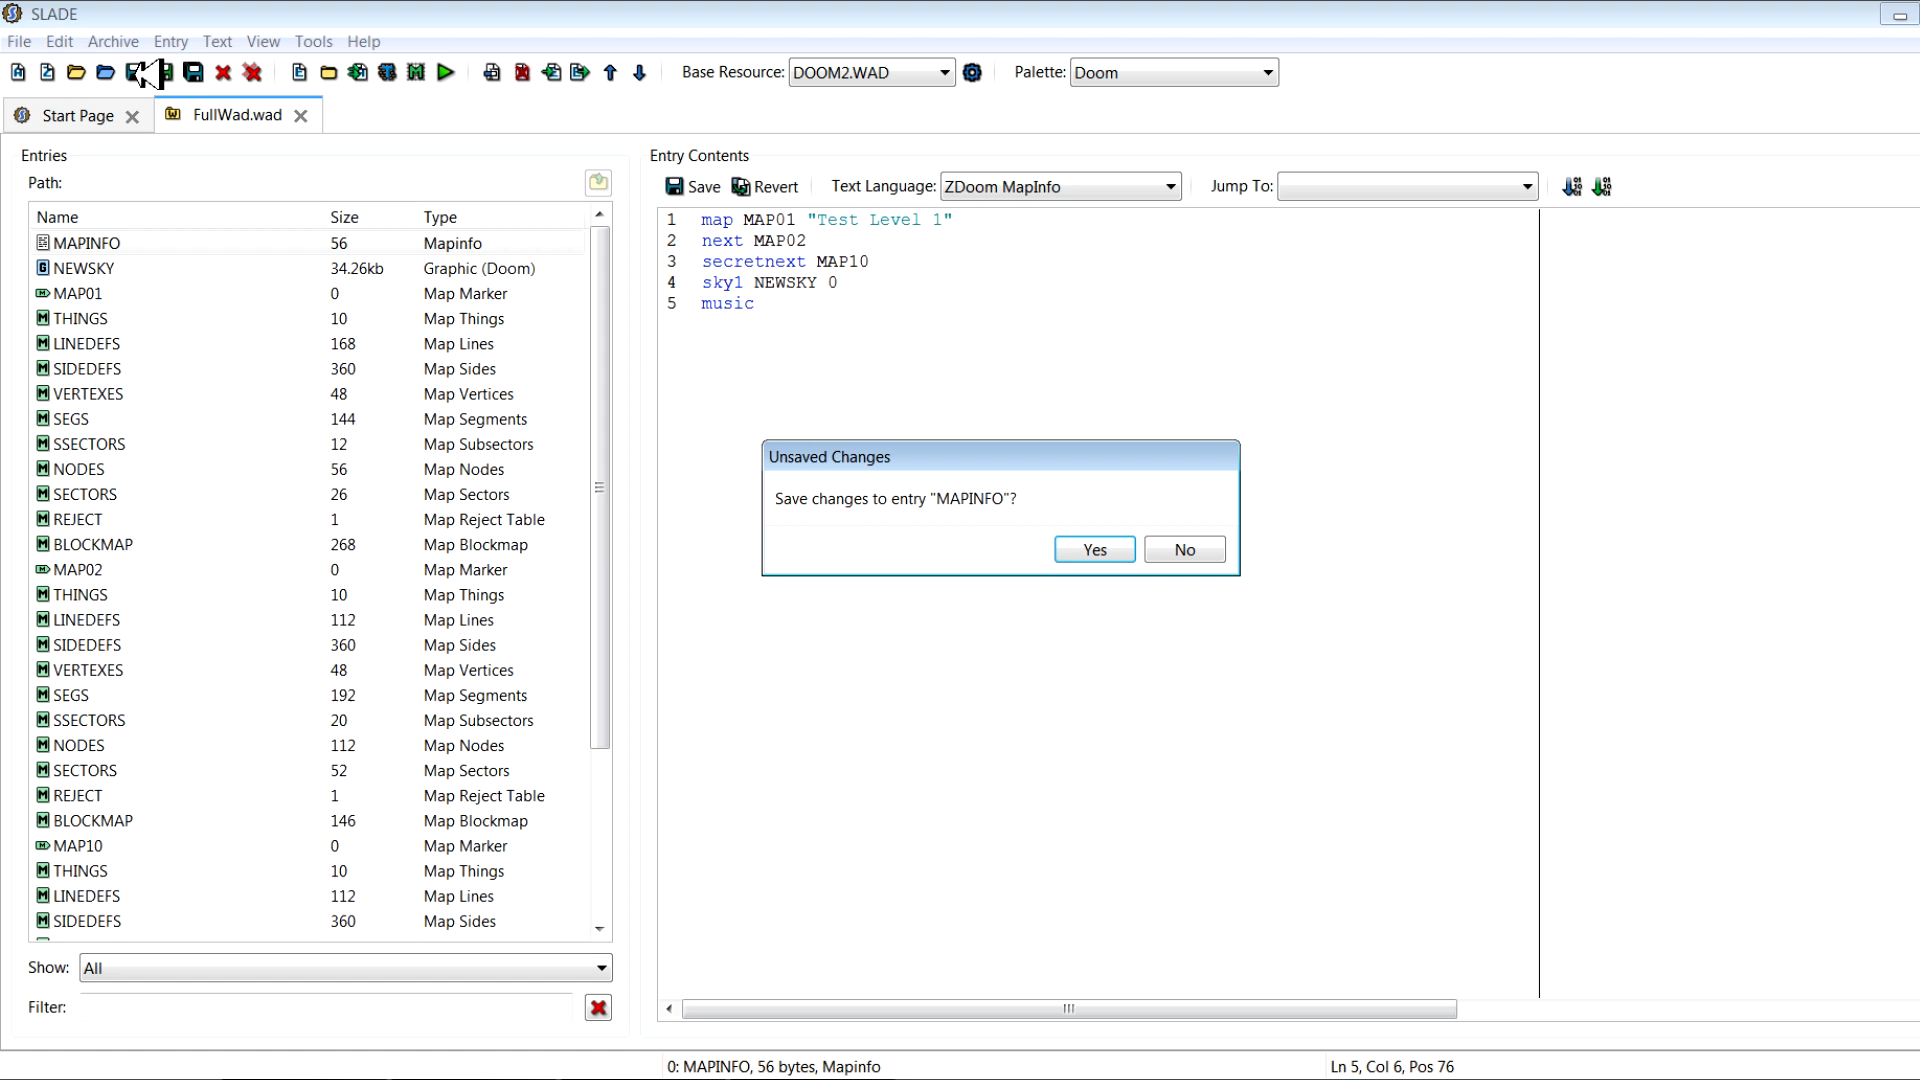 SLADE
File Edit Archive Entry Text View Tools Help
Base Resource: DOOM2.WAD Palette: Doom
Start Page FullWad.wad
Entries
Path:
Name Size Type
MAPINFO 56 Mapinfo
NEWSKY 34.26kb Graphic (Doom)
MAP01 0 Map Marker
THINGS 10 Map Things
LINEDEFS 168 Map Lines
SIDEDEFS 360 Map Sides
VERTEXES 48 Map Vertices
SEGS 144 Map Segments
SSECTORS 12 Map Subsectors
NODES 56 Map Nodes
SECTORS 26 Map Sectors
REJECT 1 Map Reject Table
BLOCKMAP 268 Map Blockmap
MAP02 0 Map Marker
THINGS 10 Map Things
LINEDEFS 112 Map Lines
SIDEDEFS 360 Map Sides
VERTEXES 48 Map Vertices
SEGS 192 Map Segments
SSECTORS 20 Map Subsectors
NODES 112 Map Nodes
SECTORS 52 Map Sectors
REJECT 1 Map Reject Table
BLOCKMAP 146 Map Blockmap
MAP10 0 Map Marker
THINGS 10 Map Things
LINEDEFS 112 Map Lines
SIDEDEFS 360 Map Sides
Show: All
Filter:
Entry Contents
Save Revert Text Language: ZDoom MapInfo Jump To:
1 map MAP01 "Test Level 1"
2 next MAP02
3 secretnext MAP10
4 sky1 NEWSKY 0
5 music
Unsaved Changes
Save changes to entry "MAPINFO"?
Yes No
0: MAPINFO, 56 bytes, Mapinfo Ln 5, Col 6, Pos 76